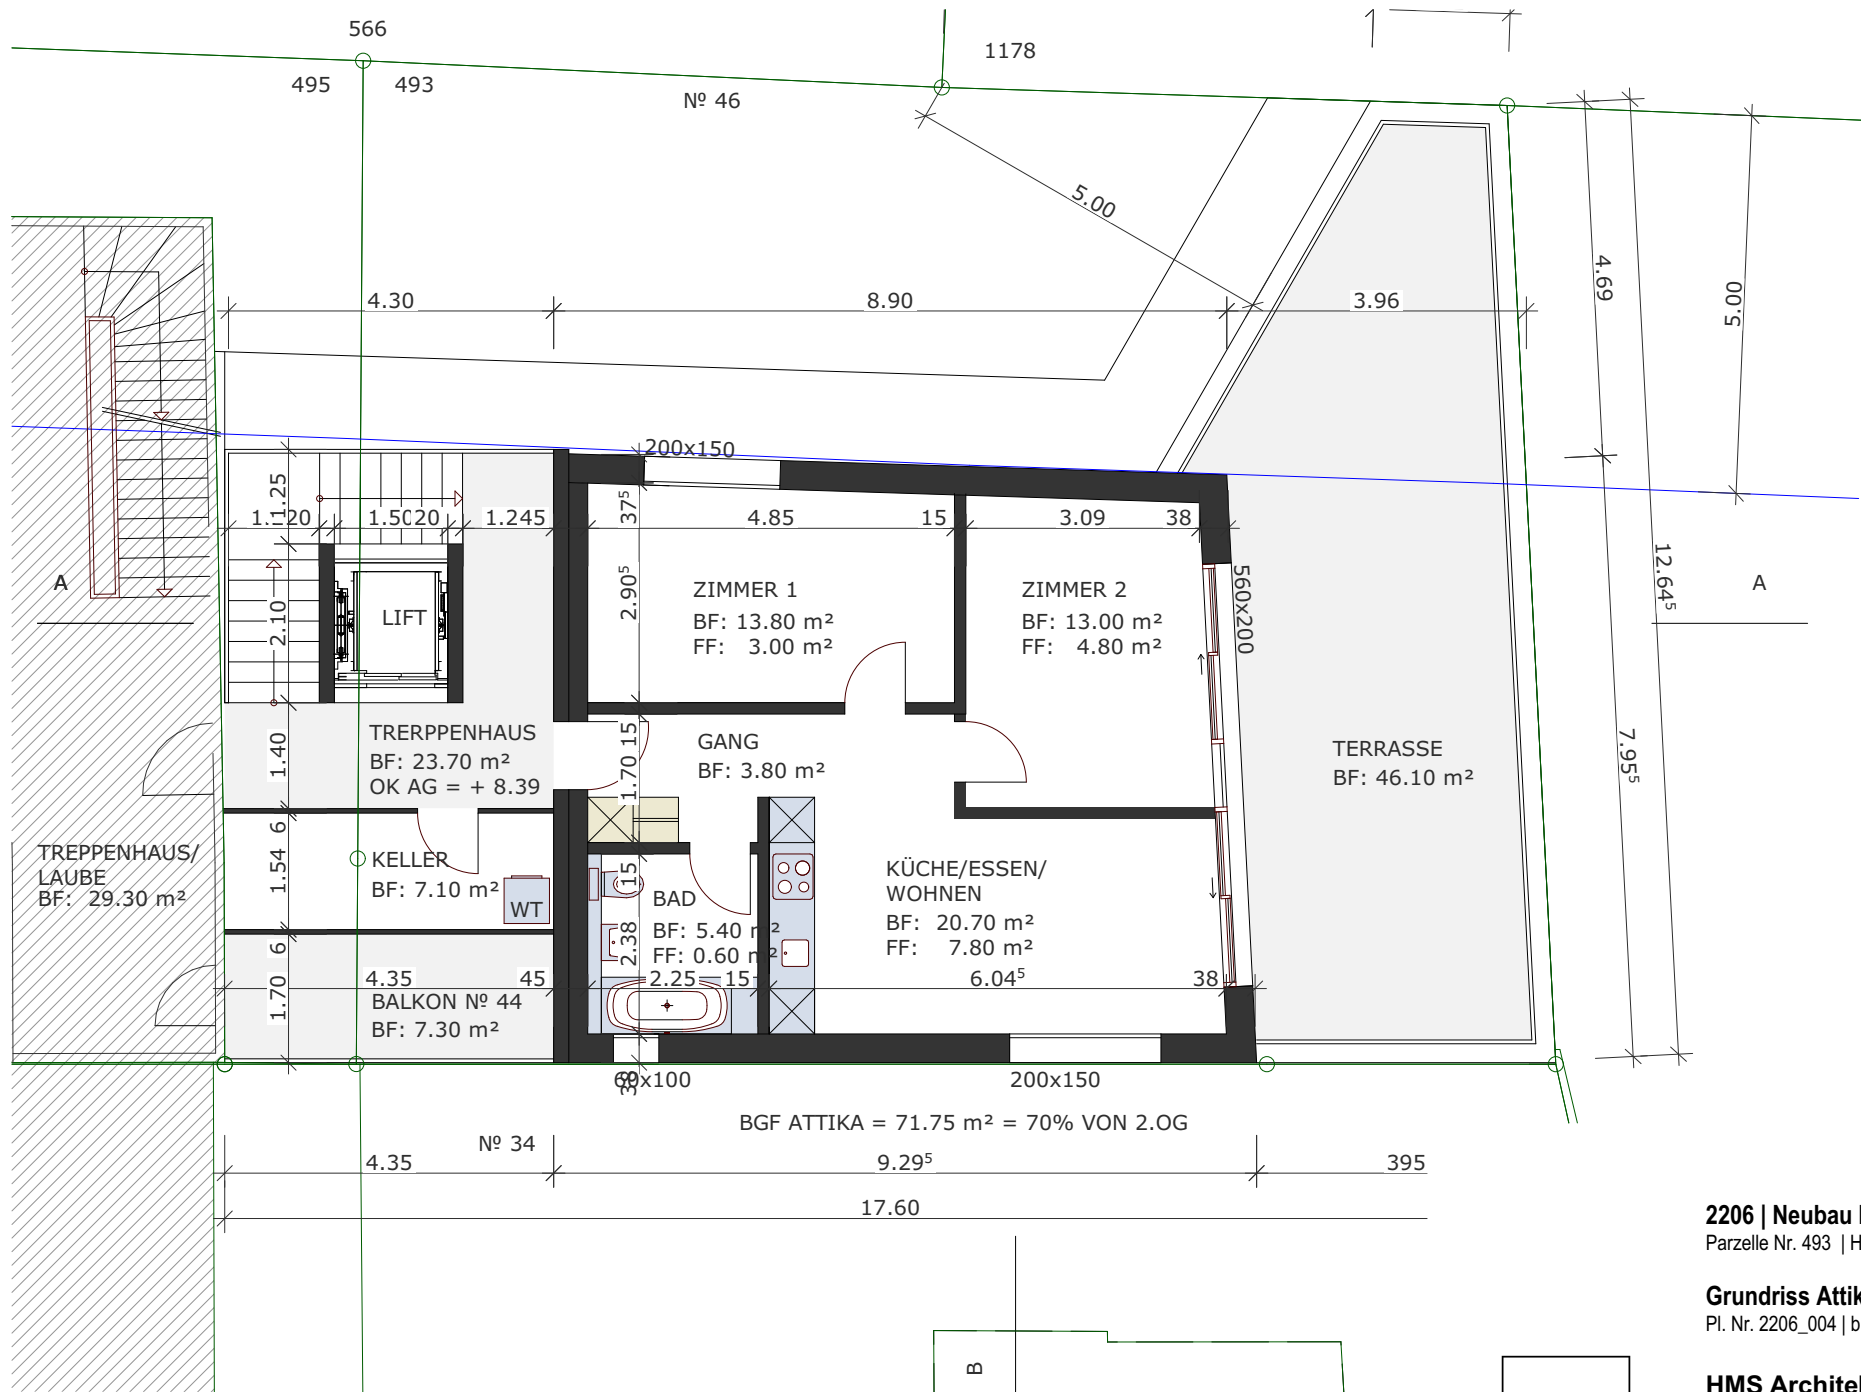 566
1178
495
493
Nº 46
5.00
4.69
5.00
4.30
8.90
3.96
200x150
1.25
37⁵
20
1.50
20
1.245
4.85
15
3.09
38
A
A
2.10
LIFT
2.90⁵
ZIMMER 1
BF: 13.80 m²
FF: 3.00 m²
ZIMMER 2
BF: 13.00 m²
FF: 4.80 m²
560x200
12.64⁵
7.95⁵
1.40
TRERPPENHAUS
BF: 23.70 m²
OK AG = + 8.39
15
1.70
GANG
BF: 3.80 m²
TERRASSE
BF: 46.10 m²
TREPPENHAUS/
LAUBE
BF: 29.30 m²
6
1.54
KELLER
BF: 7.10 m²
WT
15
BAD
BF: 5.40 m²
FF: 0.60 m²
2.38
KÜCHE/ESSEN/
WOHNEN
BF: 20.70 m²
FF: 7.80 m²
6
1.70
4.35
45
2.25
15
6.04⁵
38
BALKON Nº 44
BF: 7.30 m²
38
60x100
200x150
BGF ATTIKA = 71.75 m² = 70% VON 2.OG
Nº 34
4.35
9.29⁵
395
17.60
2206 | Neubau
Parzelle Nr. 493 | H
Grundriss Attik
Pl. Nr. 2206_004 | b
HMS Architek
B